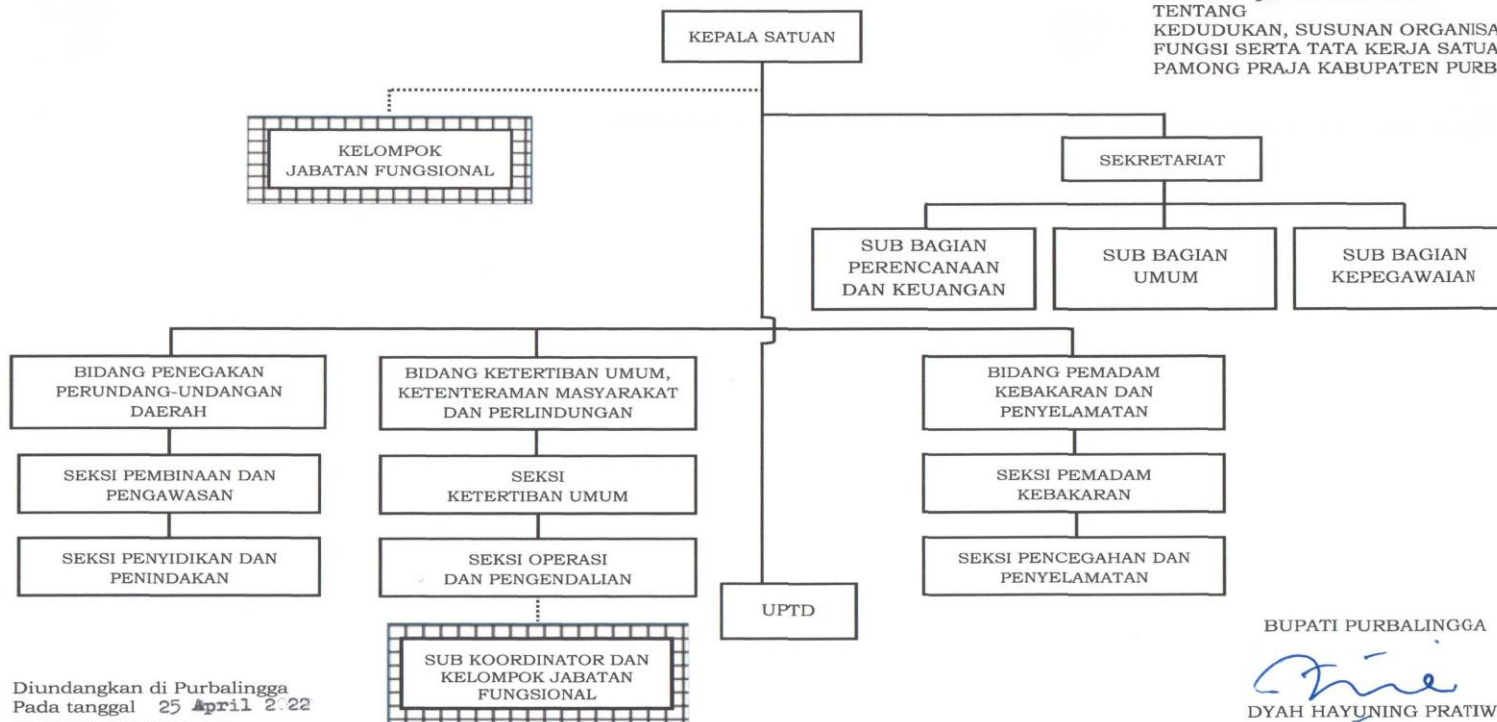 TENTANG
KEDUDUKAN, SUSUNAN ORGANISA
FUNGSI SERTA TATA KERJA SATUA
PAMONG PRAJA KABUPATEN PURB
KEPALA SATUAN
KELOMPOK
JABATAN FUNGSIONAL
SEKRETARIAT
SUB BAGIAN
PERENCANAAN
DAN KEUANGAN
SUB BAGIAN
UMUM
SUB BAGIAN
KEPEGAWAIAN
BIDANG PENEGAKAN
PERUNDANG-UNDANGAN
DAERAH
BIDANG KETERTIBAN UMUM,
KETENTERAMAN MASYARAKAT
DAN PERLINDUNGAN
BIDANG PEMADAM
KEBAKARAN DAN
PENYELAMATAN
SEKSI PEMBINAAN DAN
PENGAWASAN
SEKSI
KETERTIBAN UMUM
SEKSI PEMADAM
KEBAKARAN
SEKSI PENYIDIKAN DAN
PENINDAKAN
SEKSI OPERASI
DAN PENGENDALIAN
SEKSI PENCEGAHAN DAN
PENYELAMATAN
UPTD
SUB KOORDINATOR DAN
KELOMPOK JABATAN
FUNGSIONAL
Diundangkan di Purbalingga
Pada tanggal 25 April 2022
BUPATI PURBALINGGA
DYAH HAYUNING PRATIW